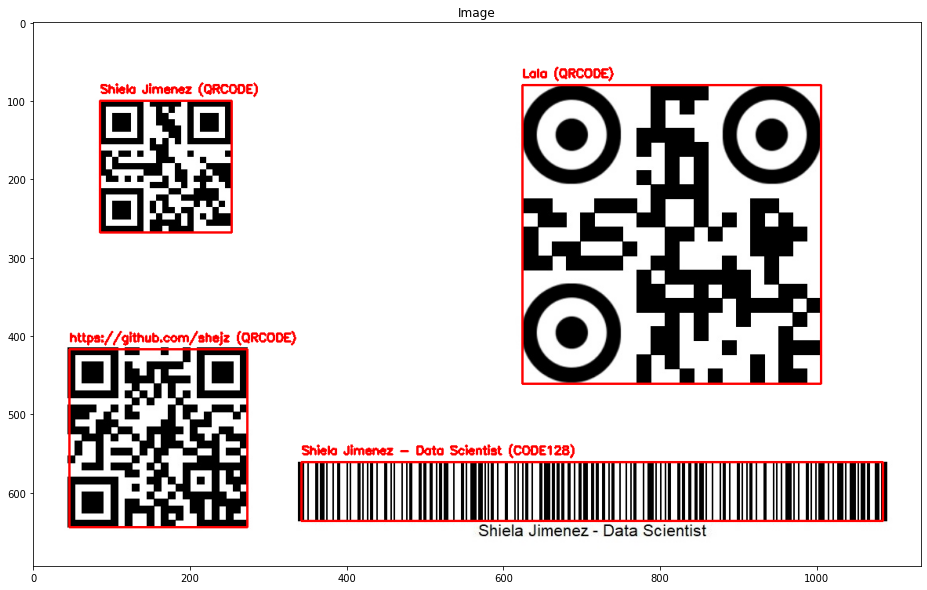 Image
Lala (QRCODE)
Shiela Jimenez (QRCODE)
https://github.com/shejz (QRCODE)
Shiela Jimenez - Data Scientist (CODE128)
Shiela Jimenez - Data Scientist
0
100
200
300
400
500
600
0
200
400
600
800
1000